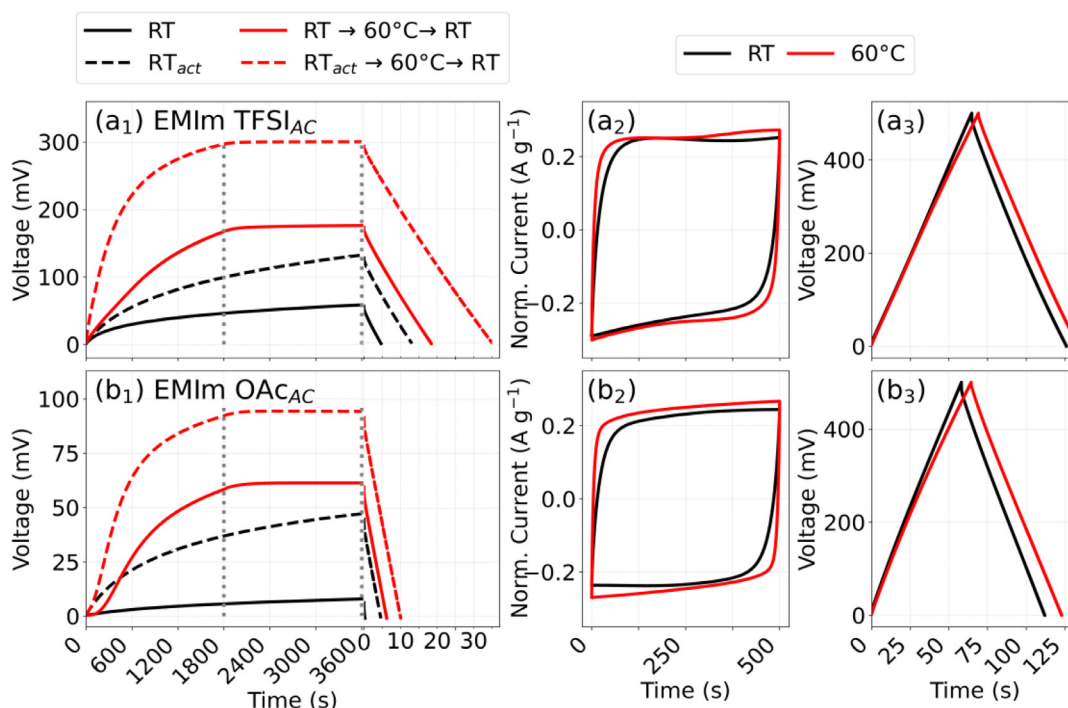 RT
RT → 60°C→ RT
RTact
RTact → 60°C→ RT
RT
60°C
(a1) EMIm TFSIAC
(a2)
(a3)
Voltage (mV)
300
200
100
0
Norm. Current (A g−1)
0.2
0.0
−0.2
Voltage (mV)
400
200
0
(b1) EMIm OAcAC
(b2)
(b3)
Voltage (mV)
100
75
50
25
0
Norm. Current (A g−1)
0.2
0.0
−0.2
Voltage (mV)
400
200
0
0
600
1200
1800
2400
3000
3600
0
10
20
30
Time (s)
0
250
500
Time (s)
0
25
50
75
100
125
Time (s)